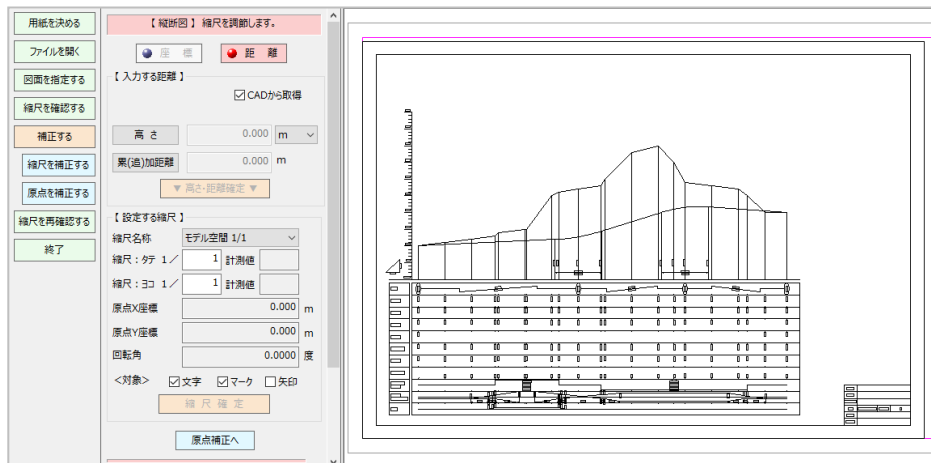 用紙を決める
ファイルを開く
図面を指定する
縮尺を確認する
補正する
縮尺を補正する
原点を補正する
縮尺を再確認する
終了
【 縦断図 】 縮尺を調節します。
座 標
距 離
【 入力する距離 】
CADから取得
高 さ 0.000 m
累(追)加距離 0.000 m
▼ 高さ・距離確定 ▼
【 設定する縮尺 】
縮尺名称 モデル空間 1/1
縮尺：タテ 1／ 1 計測値
縮尺：ヨコ 1／ 1 計測値
原点X座標 0.000 m
原点Y座標 0.000 m
回転角 0.0000 度
<対象> 文字 マーク 矢印
縮 尺 確 定
原点補正へ